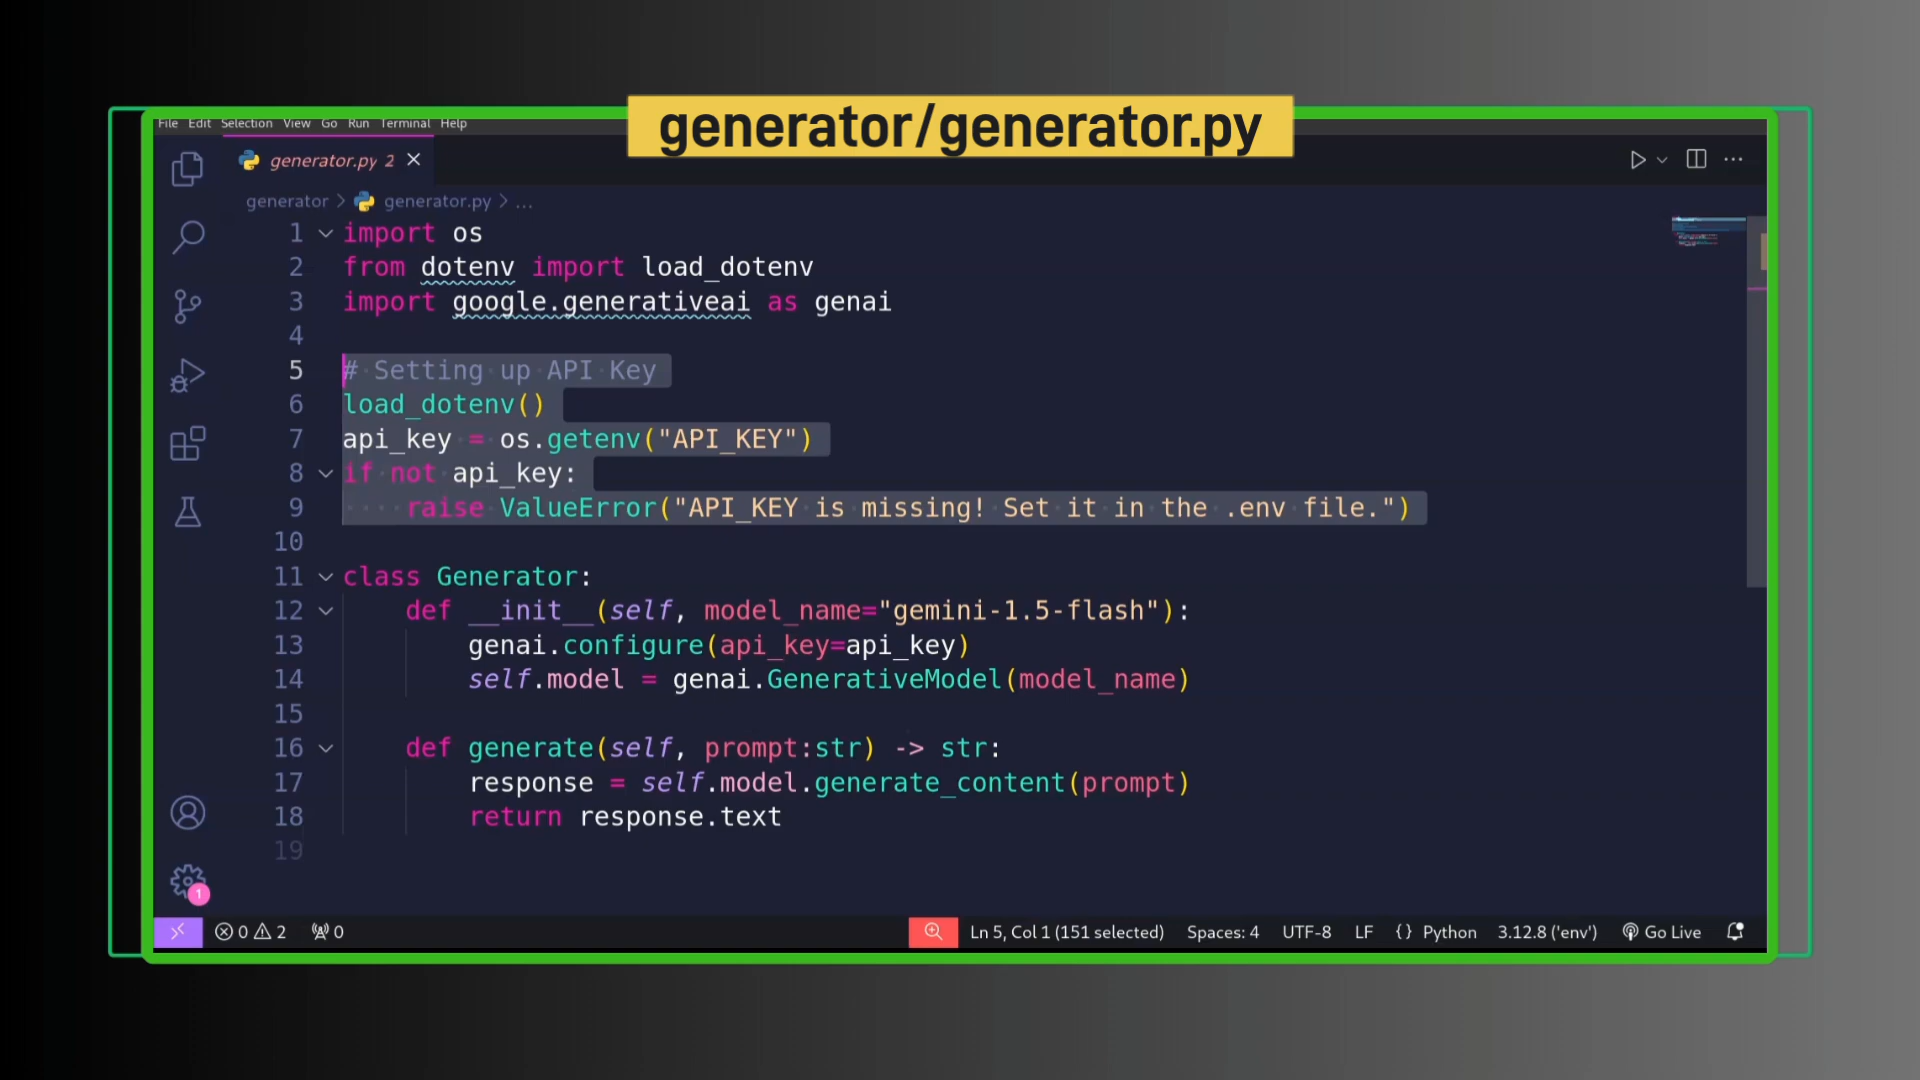 generator/generator.py
File Edit Selection View Go Run Terminal Help
generator.py 2
generator > generator.py > ...
1 import os
2 from dotenv import load_dotenv
3 import google.generativeai as genai
4
5 # Setting up API Key
6 load_dotenv()
7 api_key = os.getenv("API_KEY")
8 if not api_key:
9     raise ValueError("API_KEY is missing! Set it in the .env file.")
10
11 class Generator:
12     def __init__(self, model_name="gemini-1.5-flash"):
13         genai.configure(api_key=api_key)
14         self.model = genai.GenerativeModel(model_name)
15
16     def generate(self, prompt:str) -> str:
17         response = self.model.generate_content(prompt)
18         return response.text
19
1
0 2 0 Ln 5, Col 1 (151 selected) Spaces: 4 UTF-8 LF {} Python 3.12.8 ('env') Go Live